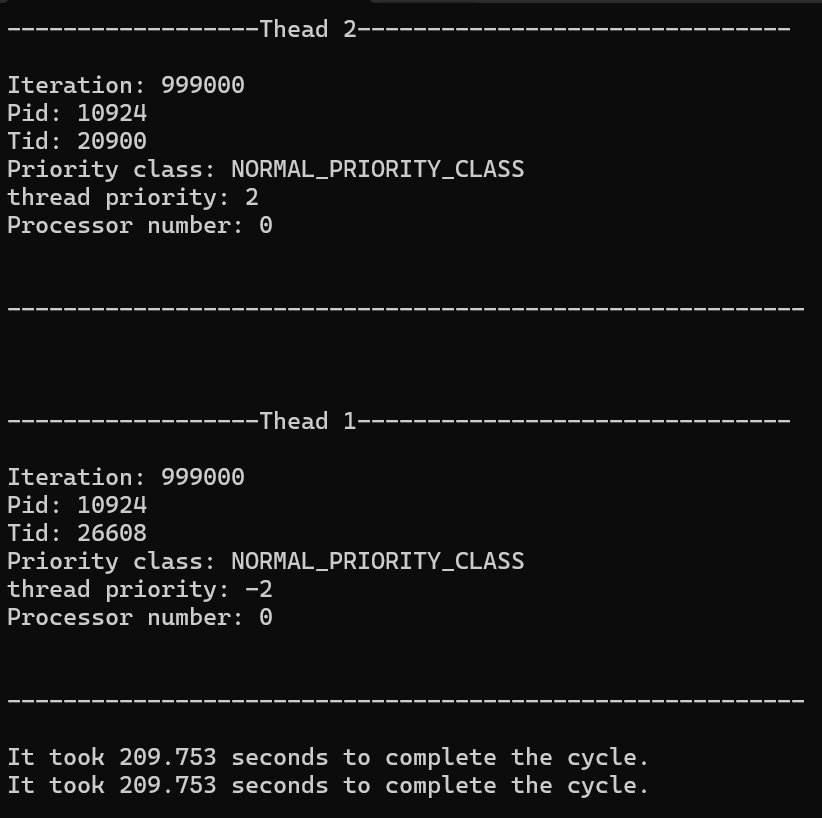 ------------------Thead 2-------------------------------
Iteration: 999000
Pid: 10924
Tid: 20900
Priority class: NORMAL_PRIORITY_CLASS
thread priority: 2
Processor number: 0
---------------------------------------------------------
------------------Thead 1-------------------------------
Iteration: 999000
Pid: 10924
Tid: 26608
Priority class: NORMAL_PRIORITY_CLASS
thread priority: -2
Processor number: 0
---------------------------------------------------------
It took 209.753 seconds to complete the cycle.
It took 209.753 seconds to complete the cycle.